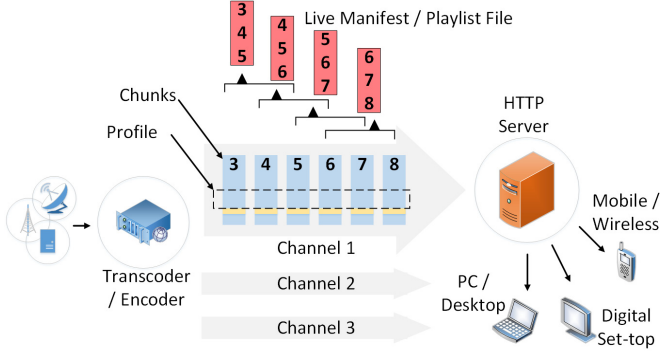 Live Manifest / Playlist File
3
4
5
4
5
6
5
6
7
6
7
8
Chunks
Profile
3 4 5 6 7 8
Channel 1
Channel 2
Channel 3
Transcoder
/ Encoder
HTTP
Server
Mobile /
Wireless
PC /
Desktop
Digital
Set-top